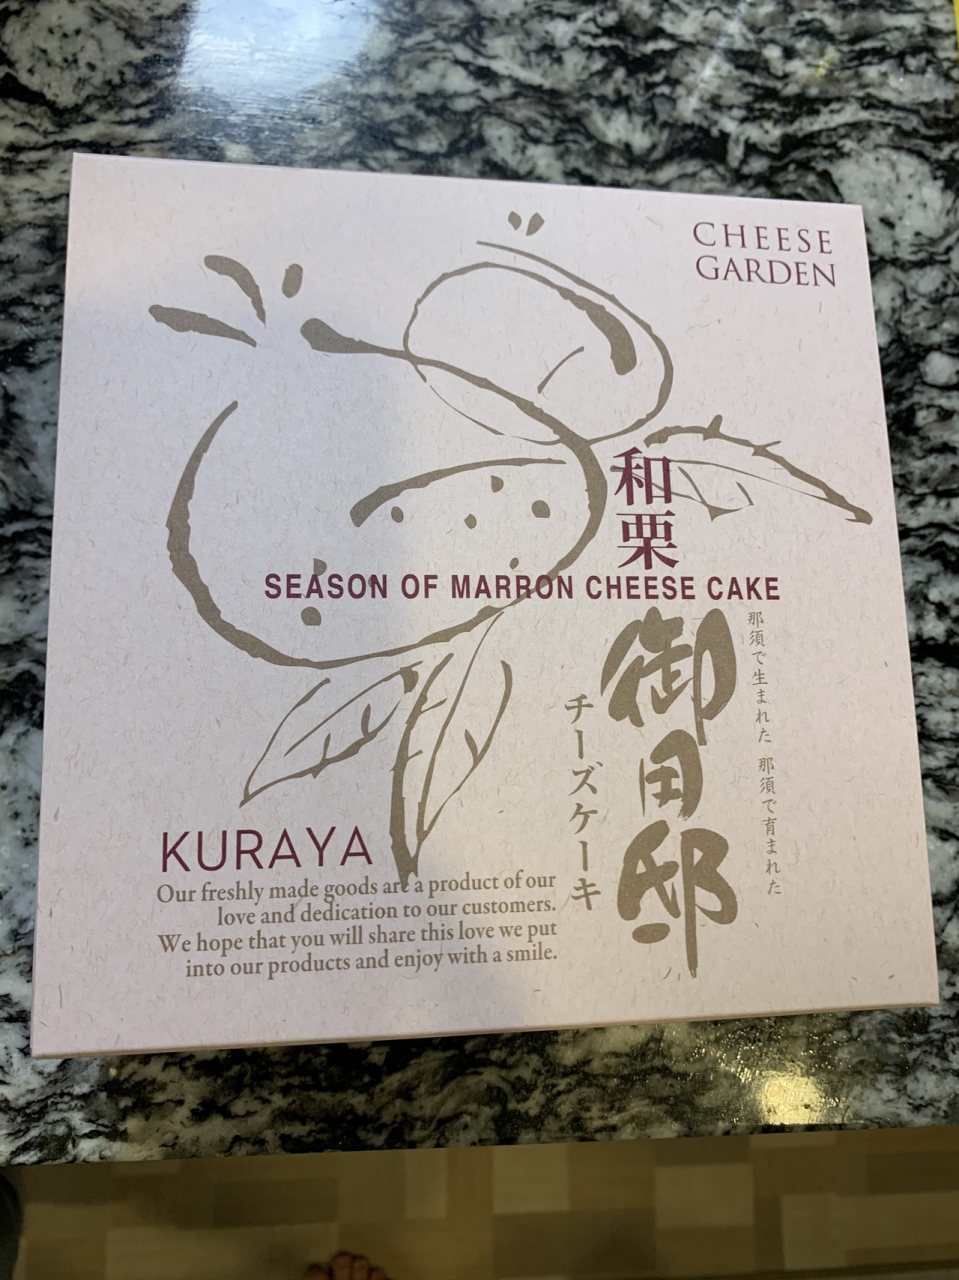 CHEESE
GARDEN
和栗
SEASON OF MARRON CHEESE CAKE
那須で生まれた 那須で育まれた
御用邸
チーズケーキ
KURAYA
Our freshly made goods are a product of our
love and dedication to our customers.
We hope that you will share this love we put
into our products and enjoy with a smile.